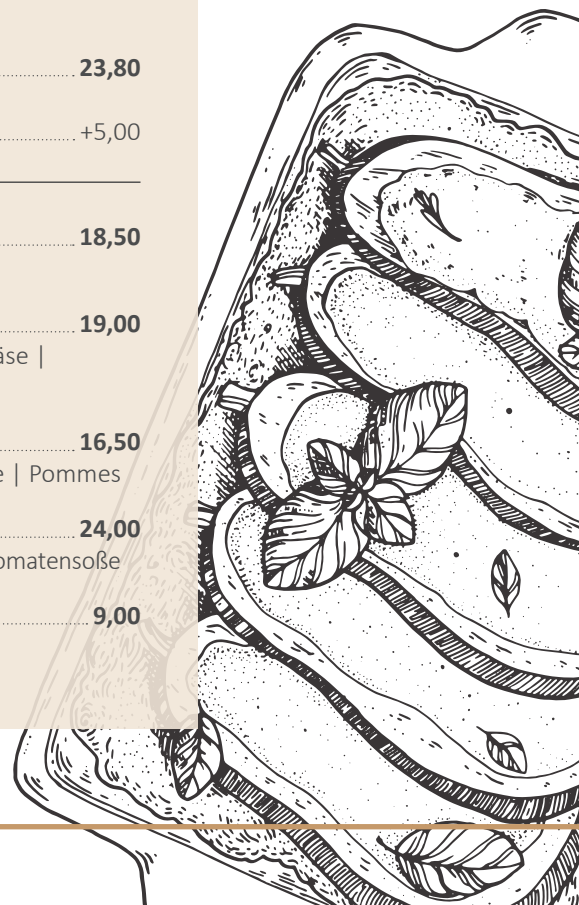 23,80
+5,00
18,50
19,00
äse |
16,50
e | Pommes
24,00
omatensoße
9,00